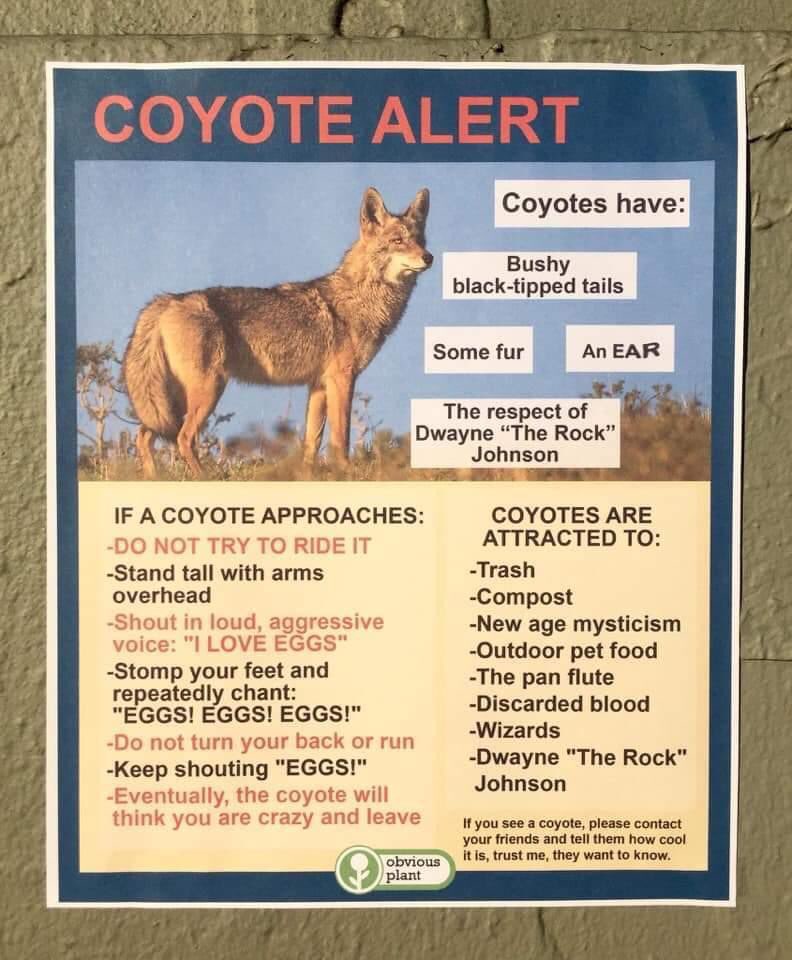 COYOTE ALERT
Coyotes have:
Bushy
black-tipped tails
Some fur
An EAR
The respect of
Dwayne “The Rock”
Johnson
IF A COYOTE APPROACHES:
-DO NOT TRY TO RIDE IT
-Stand tall with arms
overhead
-Shout in loud, aggressive
voice: "I LOVE EGGS"
-Stomp your feet and
repeatedly chant:
"EGGS! EGGS! EGGS!"
-Do not turn your back or run
-Keep shouting "EGGS!"
-Eventually, the coyote will
think you are crazy and leave
COYOTES ARE
ATTRACTED TO:
-Trash
-Compost
-New age mysticism
-Outdoor pet food
-The pan flute
-Discarded blood
-Wizards
-Dwayne "The Rock"
Johnson
If you see a coyote, please contact
your friends and tell them how cool
it is, trust me, they want to know.
obvious
plant